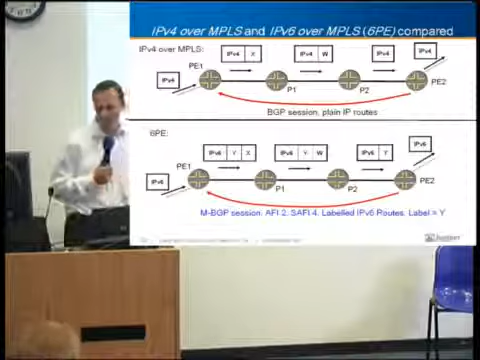 IPv4 over MPLS and IPv6 over MPLS (6PE) compared
IPv4 over MPLS:
IPv4 X
IPv4 W
IPv4
IPv4
PE1
P1
P2
PE2
BGP session, plain IP routes
6PE:
IPv6 Y X
IPv6 Y W
IPv6 Y
IPv6
PE1
IPv6
P1
P2
PE2
M-BGP session. AFI 2, SAFI 4. Labelled IPv6 Routes. Label = Y